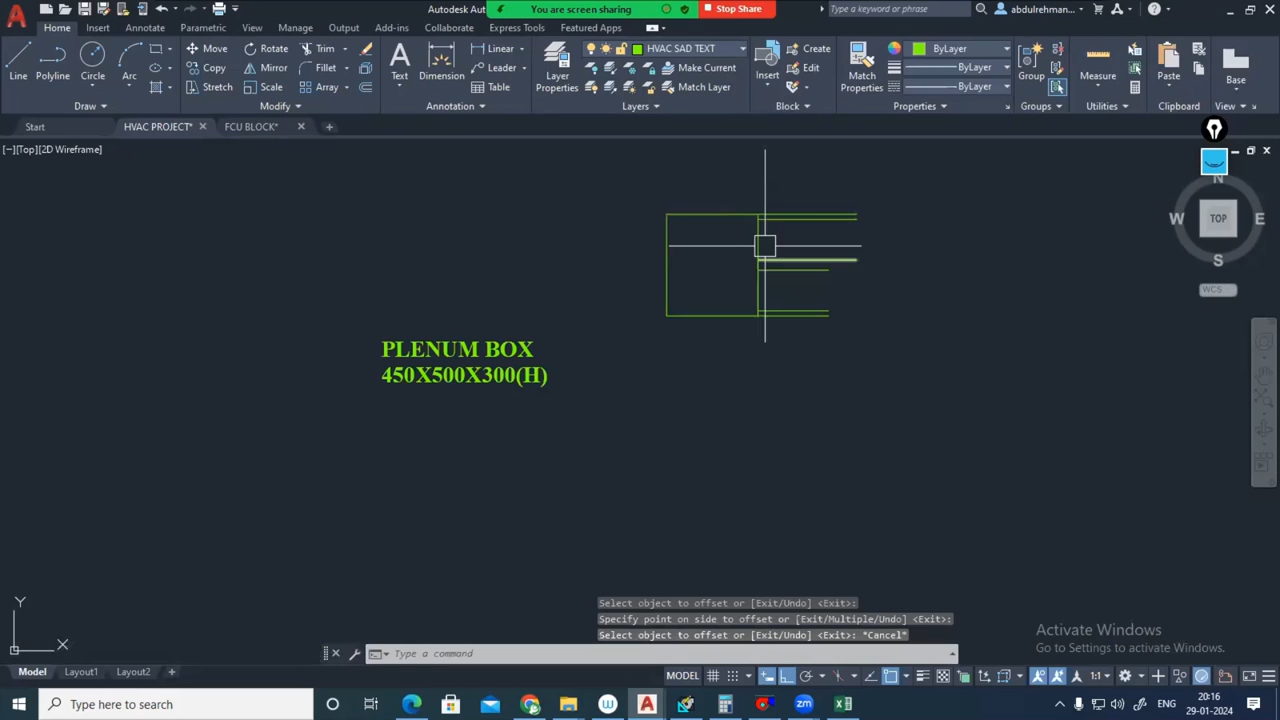 Autodesk Aut
You are screen sharing
Stop Share
Type a keyword or phrase
abdulrehman...
Home
Insert
Annotate
Parametric
View
Manage
Output
Add-ins
Collaborate
Express Tools
Featured Apps
Line
Polyline
Circle
Arc
Move
Rotate
Trim
Copy
Mirror
Fillet
Stretch
Scale
Array
Text
Dimension
Linear
Leader
Table
Layer
Properties
HVAC SAD TEXT
Make Current
Match Layer
Insert
Create
Edit
Match
Properties
ByLayer
ByLayer
ByLayer
Group
Measure
Paste
Base
Draw
Modify
Annotation
Layers
Block
Properties
Groups
Utilities
Clipboard
View
Start
HVAC PROJECT*
FCU BLOCK*
[−][Top][2D Wireframe]
N
W
TOP
E
S
WCS
PLENUM BOX
450X500X300(H)
Y
X
Select object to offset or [Exit/Undo] <Exit>:
Specify point on side to offset or [Exit/Multiple/Undo] <Exit>:
Select object to offset or [Exit/Undo] <Exit>: *Cancel*
Type a command
Activate Windows
Go to Settings to activate Windows.
Model
Layout1
Layout2
MODEL
1:1
Type here to search
zm
ENG
20:16
29-01-2024